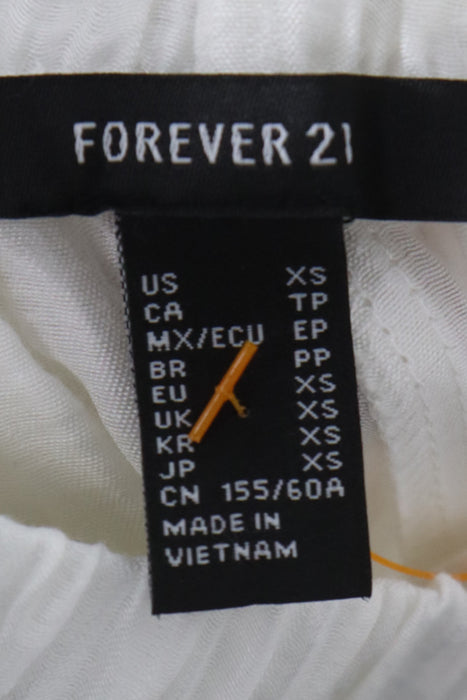 FOREVER 21
US XS
CA TP
MX/ECU EP
BR PP
EU XS
UK XS
KR XS
JP XS
CN 155/60A
MADE IN
VIETNAM